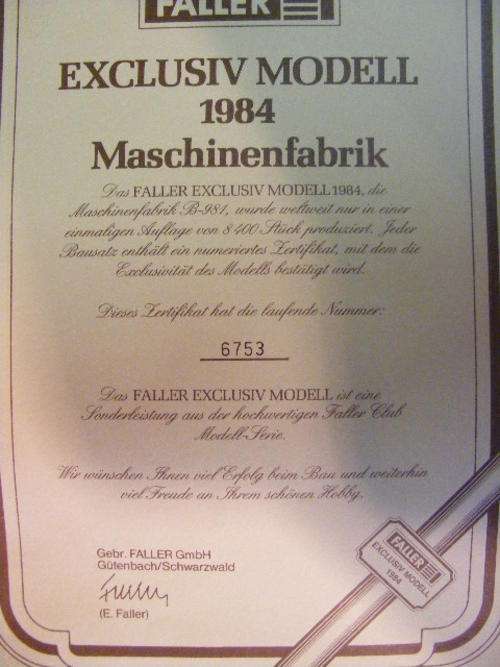 FALLER
EXCLUSIV MODELL
1984
Maschinenfabrik
Das FALLER EXCLUSIV MODELL 1984, die
Maschinenfabrik B-981, wurde weltweit nur in einer
einmaligen Auflage von 8400 Stück produziert. Jeder
Bausatz enthält ein numeriertes Zertifikat, mit dem die
Exclusivität des Modells bestätigt wird.
Dieses Zertifikat hat die laufende Nummer:
6753
Das FALLER EXCLUSIV MODELL ist eine
Sonderleistung aus der hochwertigen Faller Club
Modell-Serie.
Wir wünschen Ihnen viel Erfolg beim Bau und weiterhin
viel Freude an Ihrem schönen Hobby.
Gebr. FALLER GmbH
Gütenbach/Schwarzwald
(E. Faller)
FALLER
EXCLUSIV MODELL
1984